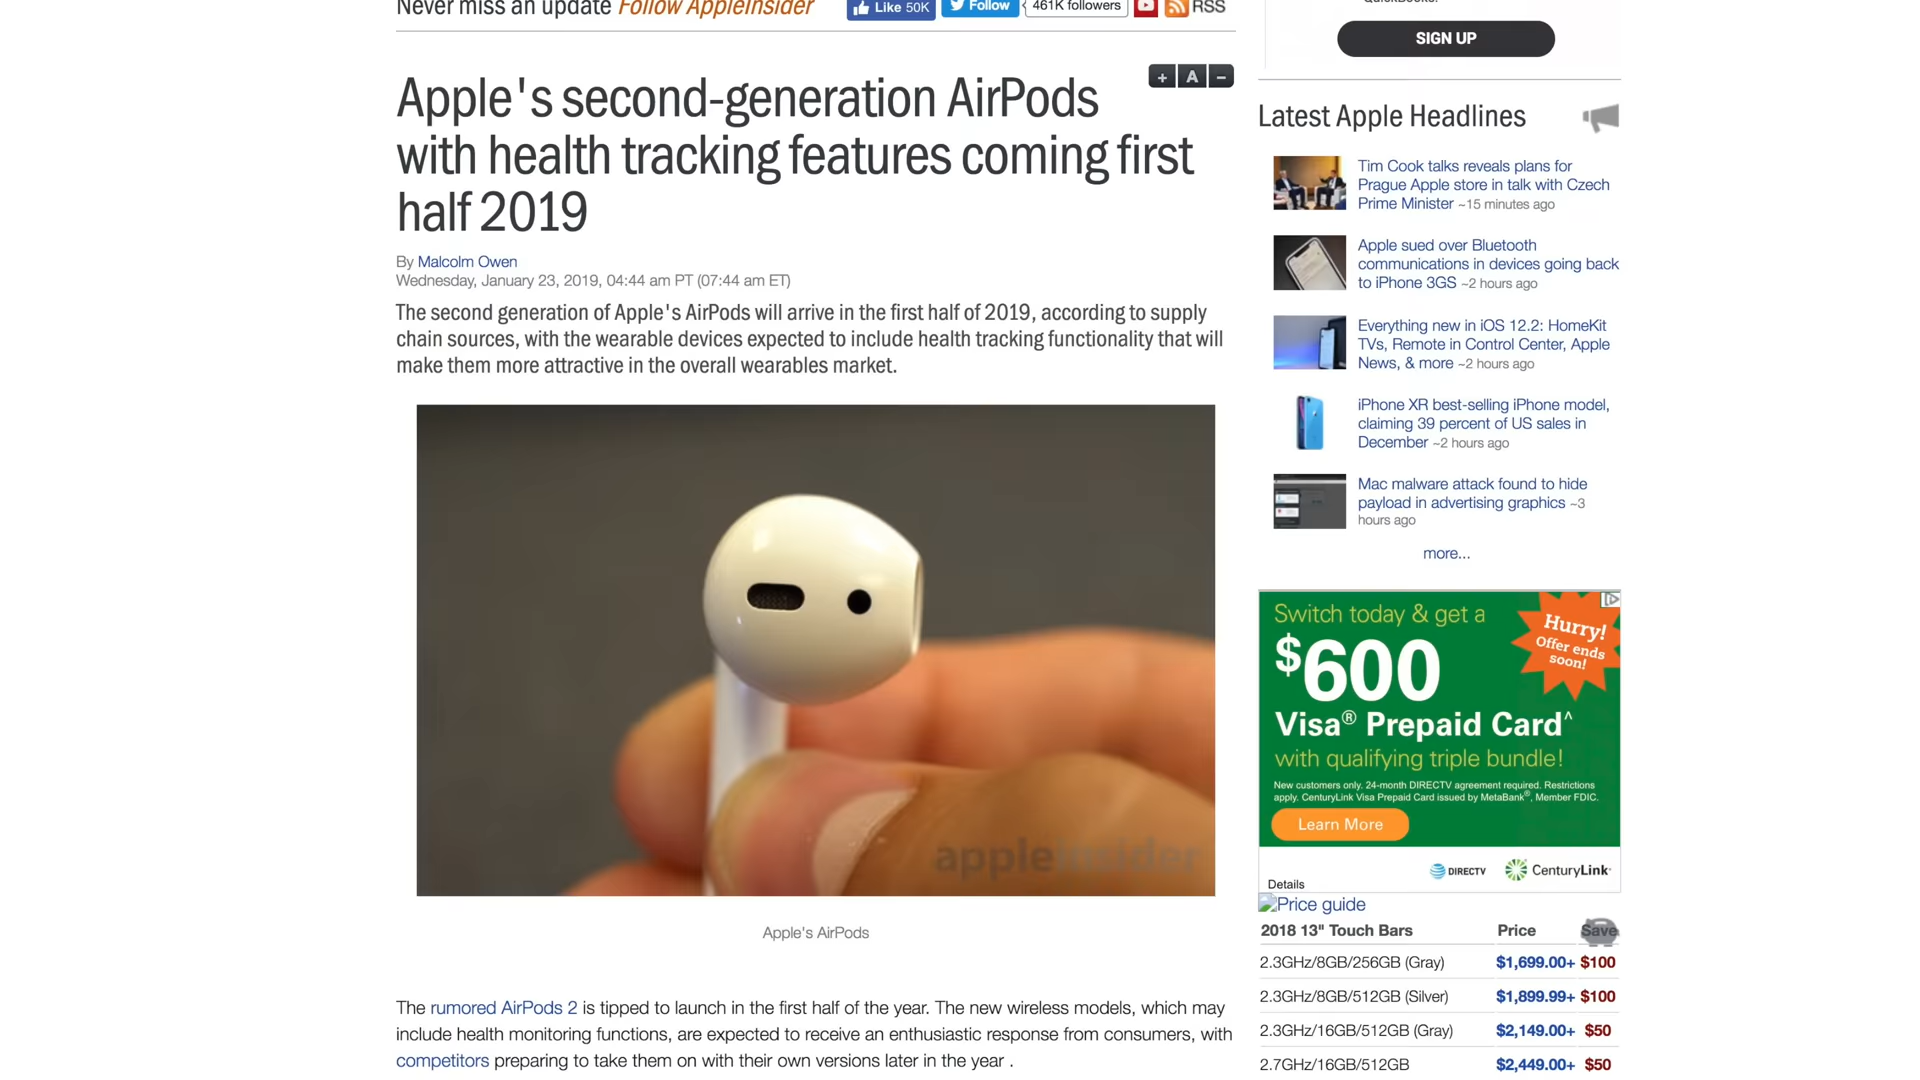 Never miss an update Follow AppleInsider
Like 50K
Follow
461K followers
RSS
Apple's second-generation AirPods
with health tracking features coming first
half 2019
+ A -
By Malcolm Owen
Wednesday, January 23, 2019, 04:44 am PT (07:44 am ET)
The second generation of Apple's AirPods will arrive in the first half of 2019, according to supply
chain sources, with the wearable devices expected to include health tracking functionality that will
make them more attractive in the overall wearables market.
appleinsider
Apple's AirPods
The rumored AirPods 2 is tipped to launch in the first half of the year. The new wireless models, which may
include health monitoring functions, are expected to receive an enthusiastic response from consumers, with
competitors preparing to take them on with their own versions later in the year .
QuickBooks.
SIGN UP
Latest Apple Headlines
Tim Cook talks reveals plans for
Prague Apple store in talk with Czech
Prime Minister ~15 minutes ago
Apple sued over Bluetooth
communications in devices going back
to iPhone 3GS ~2 hours ago
Everything new in iOS 12.2: HomeKit
TVs, Remote in Control Center, Apple
News, & more ~2 hours ago
iPhone XR best-selling iPhone model,
claiming 39 percent of US sales in
December ~2 hours ago
Mac malware attack found to hide
payload in advertising graphics ~3
hours ago
more...
Switch today & get a
$600
Visa® Prepaid Card^
with qualifying triple bundle!
Hurry!
Offer ends
soon!
New customers only. 24-month DIRECTV agreement required. Restrictions
apply. CenturyLink Visa Prepaid Card issued by MetaBank®, Member FDIC.
Learn More
DIRECTV
CenturyLink
Details
Price guide
2018 13" Touch Bars Price Save
2.3GHz/8GB/256GB (Gray) $1,699.00+ $100
2.3GHz/8GB/512GB (Silver) $1,899.99+ $100
2.3GHz/16GB/512GB (Gray) $2,149.00+ $50
2.7GHz/16GB/512GB $2,449.00+ $50